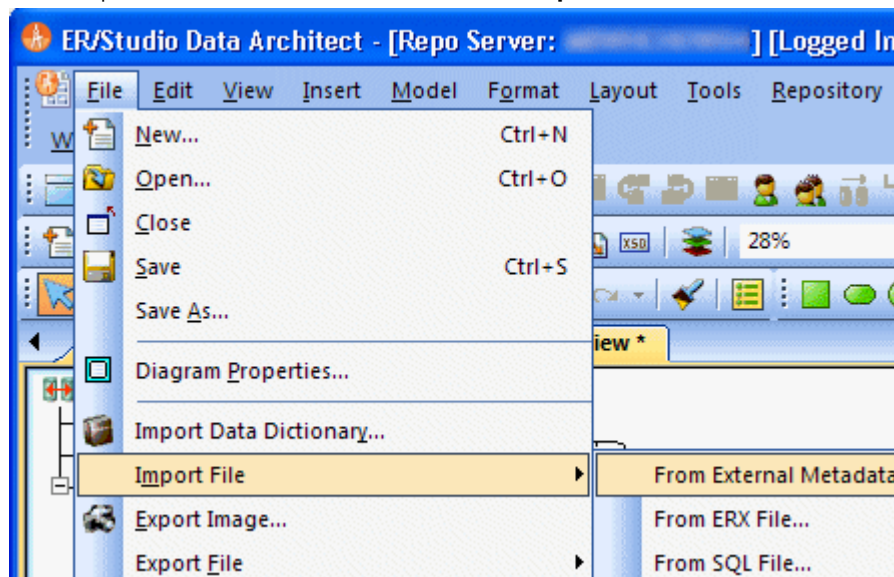 ER/Studio Data Architect - [Repo Server: ] [Logged In
File Edit View Insert Model Format Layout Tools Repository
W
New... Ctrl+N
Open... Ctrl+O
Close
XSD 28%
Save Ctrl+S
Save As...
iew *
Diagram Properties...
Import Data Dictionary...
Import File From External Metadata
Export Image... From ERX File...
Export File From SQL File...